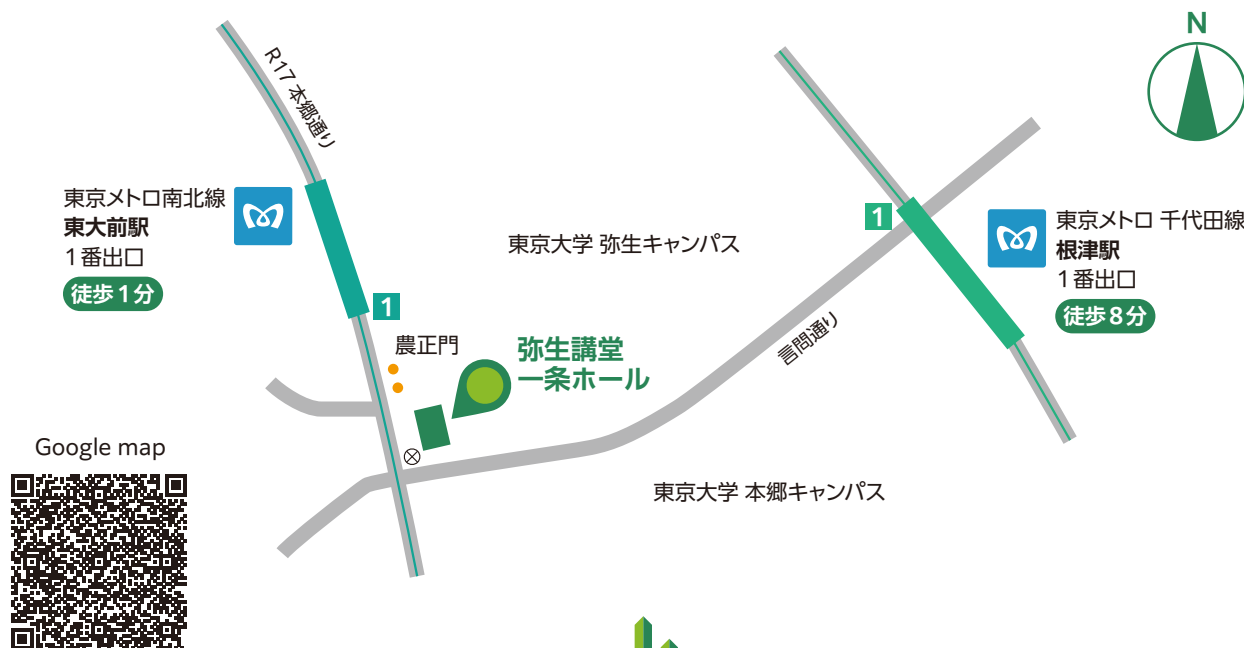 N
R17 本郷通り
東京メトロ南北線
東大前駅
1番出口
徒歩1分
1
東京大学 弥生キャンパス
1
東京メトロ 千代田線
根津駅
1番出口
徒歩8分
言問通り
農正門
弥生講堂
一条ホール
Google map
東京大学 本郷キャンパス